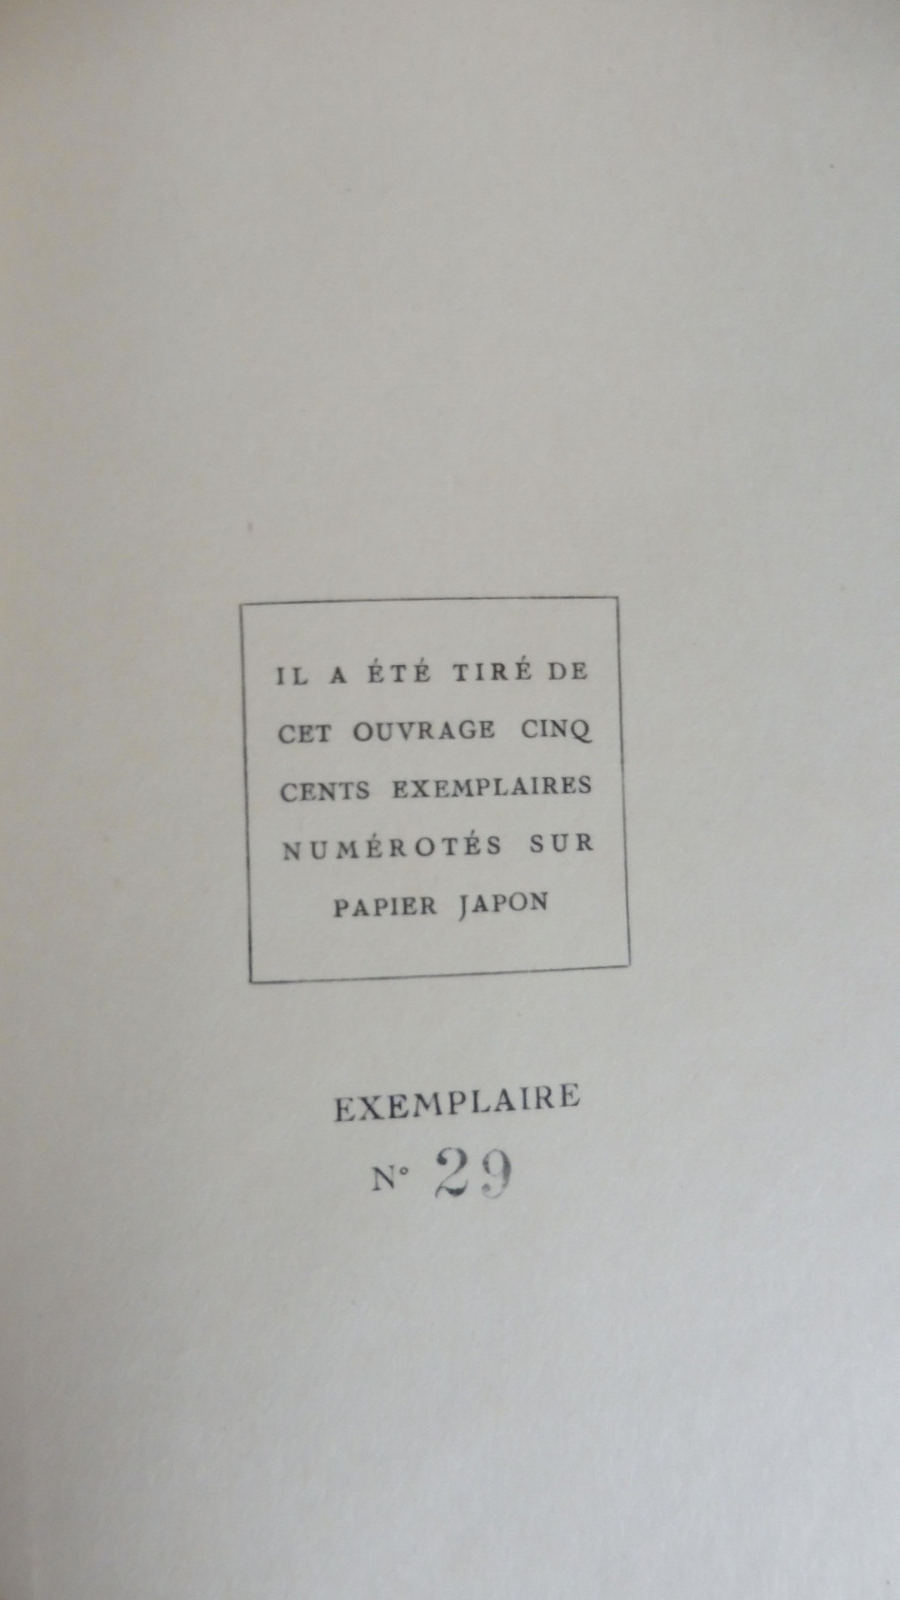 IL A ÉTÉ TIRÉ DE
CET OUVRAGE CINQ
CENTS EXEMPLAIRES
NUMÉROTÉS SUR
PAPIER JAPON
EXEMPLAIRE
N° 29